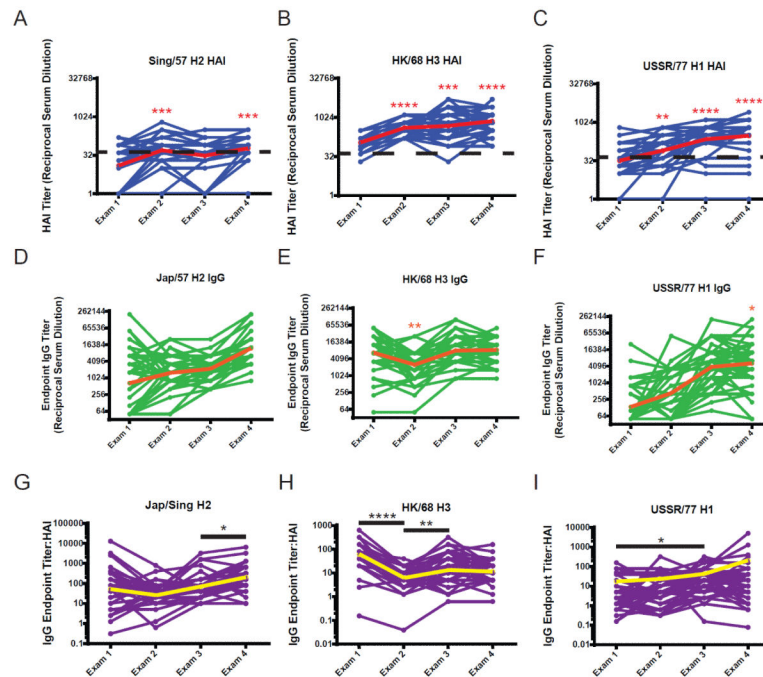 A
Sing/57 H2 HAI
HAI Titer (Reciprocal Serum Dilution)
32768
1024
32
1
***
***
Exam 1
Exam 2
Exam 3
Exam 4
B
HK/68 H3 HAI
HAI Titer (Reciprocal Serum Dilution)
32768
1024
32
1
****
***
****
Exam 1
Exam2
Exam3
Exam4
C
USSR/77 H1 HAI
HAI Titer (Reciprocal Serum Dilution)
32768
1024
32
1
**
****
****
Exam 1
Exam 2
Exam 3
Exam 4
D
Jap/57 H2 IgG
Endpoint IgG Titer
(Reciprocal Serum Dilution)
262144
65536
16384
4096
1024
256
64
Exam 1
Exam 2
Exam 3
Exam 4
E
HK/68 H3 IgG
Endpoint IgG Titer
(Reciprocal Serum Dilution)
262144
65536
16384
4096
1024
256
64
**
Exam 1
Exam 2
Exam 3
Exam 4
F
USSR/77 H1 IgG
Endpoint IgG Titer
(Reciprocal Serum Dilution)
262144
65536
16384
4096
1024
256
64
*
Exam 1
Exam 2
Exam 3
Exam 4
G
Jap/Sing H2
IgG Endpoint Titer:HAI
100000
10000
1000
100
10
1
0.1
0.01
*
Exam 1
Exam 2
Exam 3
Exam 4
H
HK/68 H3
IgG Endpoint Titer:HAI
1000
100
10
1
0.1
0.01
****
**
Exam 1
Exam 2
Exam 3
Exam 4
I
USSR/77 H1
IgG Endpoint Titer:HAI
10000
1000
100
10
1
0.1
0.01
*
Exam 1
Exam 2
Exam 3
Exam 4